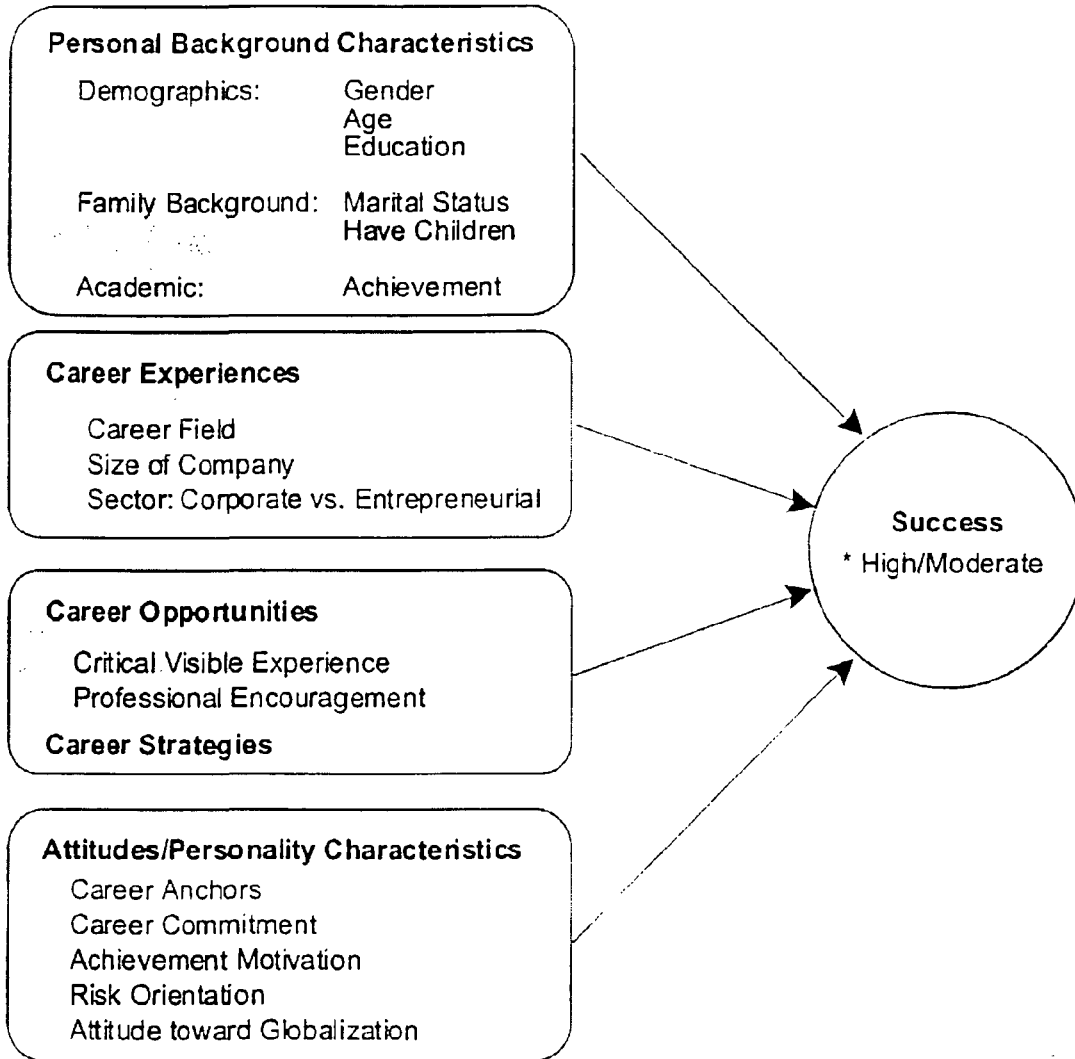 Personal Background Characteristics
Demographics: Gender
Age
Education
Family Background: Marital Status
Have Children
Academic: Achievement
Career Experiences
Career Field
Size of Company
Sector: Corporate vs. Entrepreneurial
Career Opportunities
Critical Visible Experience
Professional Encouragement
Career Strategies
Attitudes/Personality Characteristics
Career Anchors
Career Commitment
Achievement Motivation
Risk Orientation
Attitude toward Globalization
Success
* High/Moderate